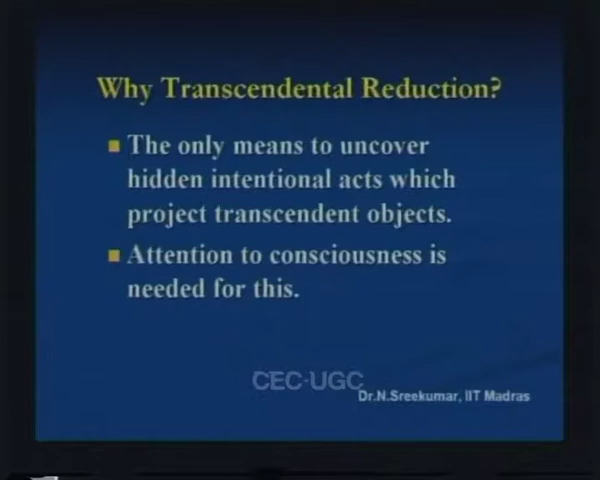 Why Transcendental Reduction?
The only means to uncover
hidden intentional acts which
project transcendent objects.
Attention to consciousness is
needed for this.
CEC-UGC
Dr.N.Sreekumar, IIT Madras